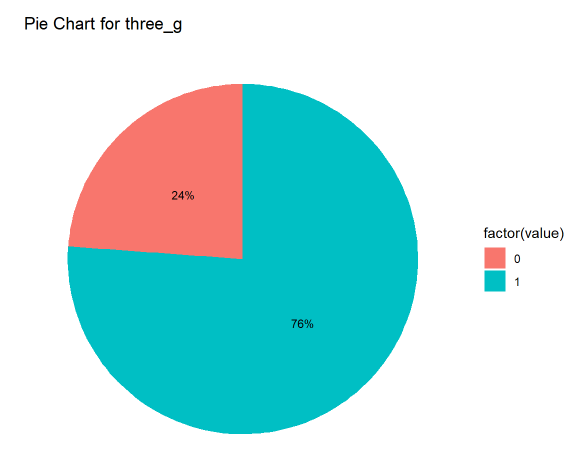 Pie Chart for three_g
24%
76%
factor(value)
0
1